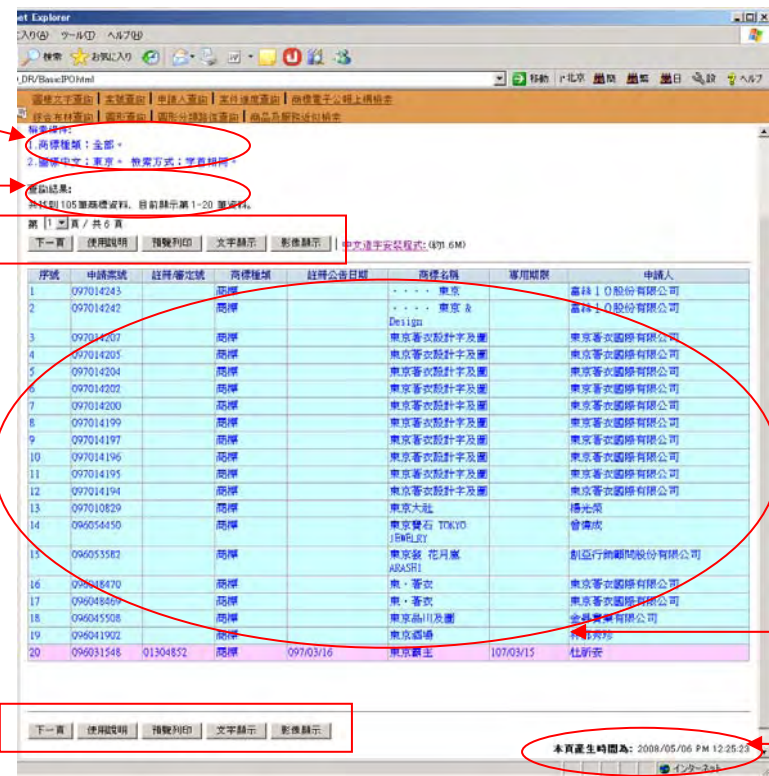 et Explorer
入り(A) ツール(T) ヘルプ(H)
検索 お気に入り
_DR/BasicIPO.html 移動 北京 ヘルプ
圖樣文字查詢 | 案號查詢 | 申請人查詢 | 案件進度查詢 | 商標電子公報上網檢索
圖形查詢 | 圖形分類路徑查詢 | 商品及服務近似檢索
檢索條件:
1.商標種類：全部。
2.圖樣中文：東京。 檢索方式：字首相同。
查詢結果:
共找到105筆商標資料, 目前顯示第1-20 筆資料。
第 1 頁 / 共 6 頁
下一頁 使用說明 預覽列印 文字顯示 影像顯示 | 中文造字安裝程式:(約1.6M)
序號 申請案號 註冊/審定號 商標種類 註冊公告日期 商標名稱 專用期限 申請人
1 097014243 商標 ‧‧‧‧ 東京 富絲１０股份有限公司
2 097014242 商標 ‧‧‧‧ 東京 & Design 富絲１０股份有限公司
3 097014207 商標 東京著衣設計字及圖 東京著衣國際有限公司
4 097014205 商標 東京著衣設計字及圖 東京著衣國際有限公司
5 097014204 商標 東京著衣設計字及圖 東京著衣國際有限公司
6 097014202 商標 東京著衣設計字及圖 東京著衣國際有限公司
7 097014200 商標 東京著衣設計字及圖 東京著衣國際有限公司
8 097014199 商標 東京著衣設計字及圖 東京著衣國際有限公司
9 097014197 商標 東京著衣設計字及圖 東京著衣國際有限公司
10 097014196 商標 東京著衣設計字及圖 東京著衣國際有限公司
11 097014195 商標 東京著衣設計字及圖 東京著衣國際有限公司
12 097014194 商標 東京著衣設計字及圖 東京著衣國際有限公司
13 097010829 商標 東京大社 楊光榮
14 096054450 商標 東京寶石 TOKYO JEWELRY 曾偉成
15 096053582 商標 東京裝 花月嵐 ARASHI 創亞行銷顧問股份有限公司
16 096048470 商標 東‧著衣 東京著衣國際有限公司
17 096048469 商標 東‧著衣 東京著衣國際有限公司
18 096045508 商標 東京品川及圖 實業有限公司
19 096041902 商標 東京酒場
20 096031548 01304852 商標 097/03/16 東京霸主 107/03/15 杜昕安
下一頁 使用說明 預覽列印 文字顯示 影像顯示
本頁產生時間為: 2008/05/06 PM 12:25:23
インターネット